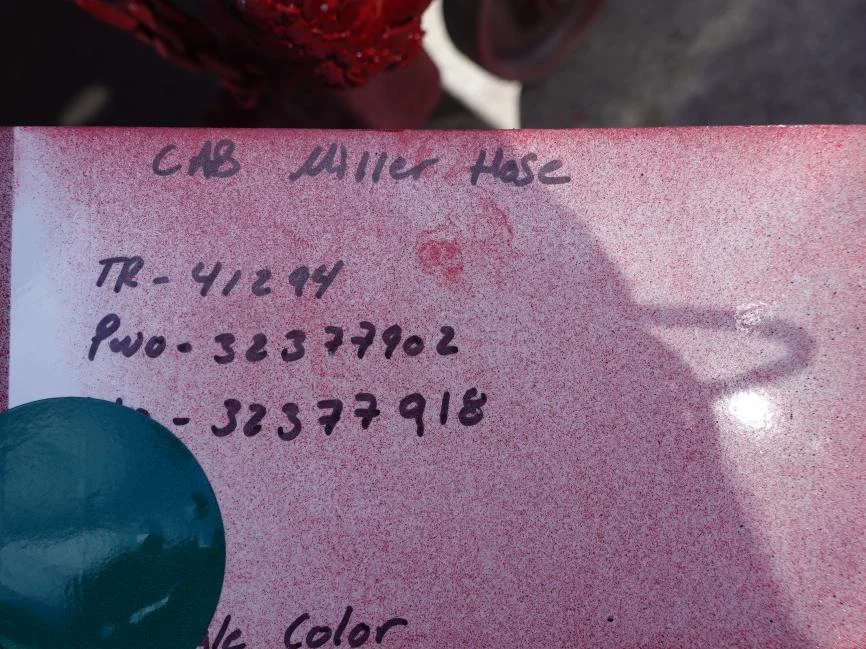 CAB Miller Hose
TR-41294
PWO-32377902
-32377918
Color